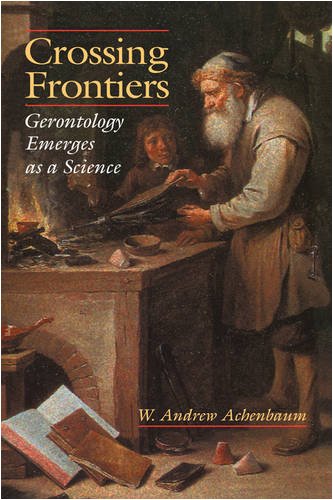 Crossing
Frontiers
Gerontology
Emerges
as a Science
W. Andrew Achenbaum